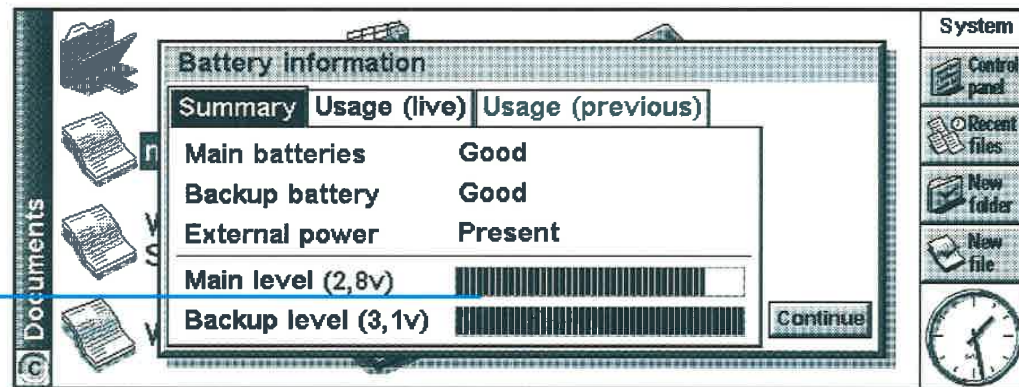 System
Battery information
Control
panel
Summary Usage (live) Usage (previous)
Recent
files
Main batteries Good
Backup battery Good
New
folder
External power Present
New
file
Main level (2,8v)
Backup level (3,1v)
Continue
Documents
C